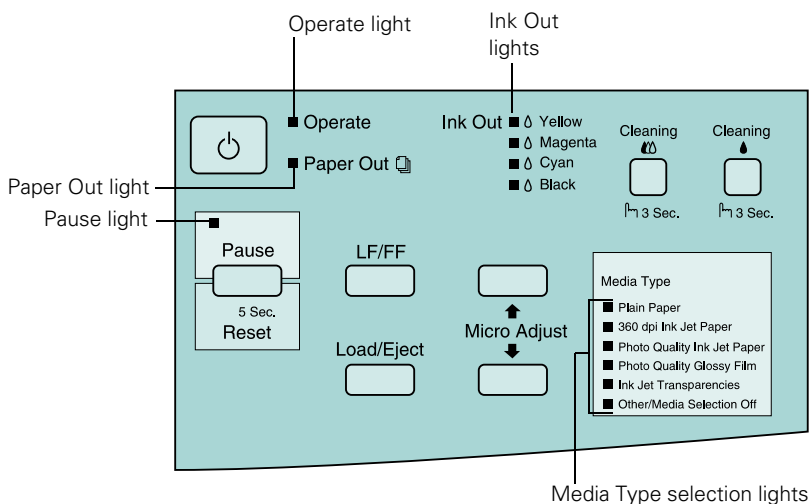 Operate light
Ink Out
lights
Operate
Paper Out
Ink Out
Yellow
Magenta
Cyan
Black
Cleaning
3 Sec.
Cleaning
3 Sec.
Paper Out light
Pause light
Pause
5 Sec.
Reset
LF/FF
Load/Eject
Micro Adjust
Media Type
Plain Paper
360 dpi Ink Jet Paper
Photo Quality Ink Jet Paper
Photo Quality Glossy Film
Ink Jet Transparencies
Other/Media Selection Off
Media Type selection lights